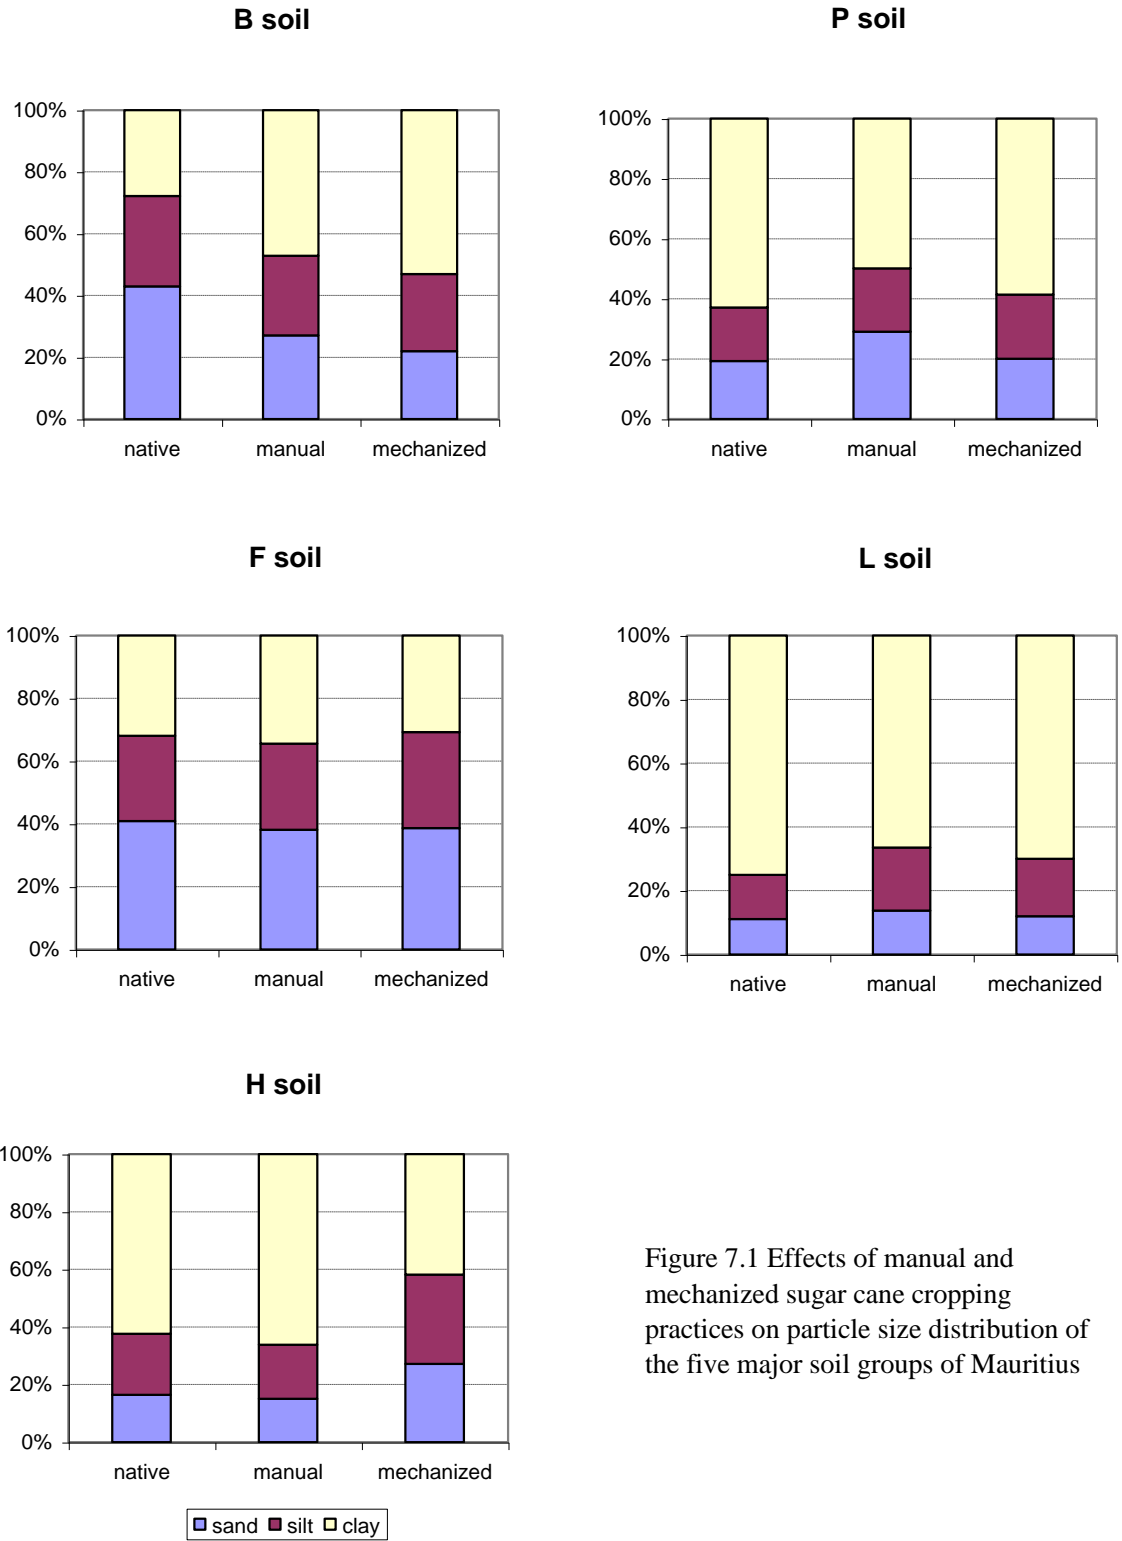 B soil
100%
80%
60%
40%
20%
0%
native manual mechanized
P soil
100%
80%
60%
40%
20%
0%
native manual mechanized
F soil
100%
80%
60%
40%
20%
0%
native manual mechanized
L soil
100%
80%
60%
40%
20%
0%
native manual mechanized
H soil
100%
80%
60%
40%
20%
0%
native manual mechanized
sand silt clay
Figure 7.1 Effects of manual and
mechanized sugar cane cropping
practices on particle size distribution of
the five major soil groups of Mauritius